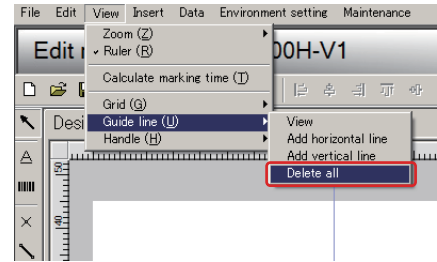 File Edit View Insert Data Environment setting Maintenance
Zoom (Z)
Ruler (R)
Edit 00H-V1
Calculate marking time (T)
Grid (G)
Guide line (U) View
Handle (H) Add horizontal line
Add vertical line
Delete all